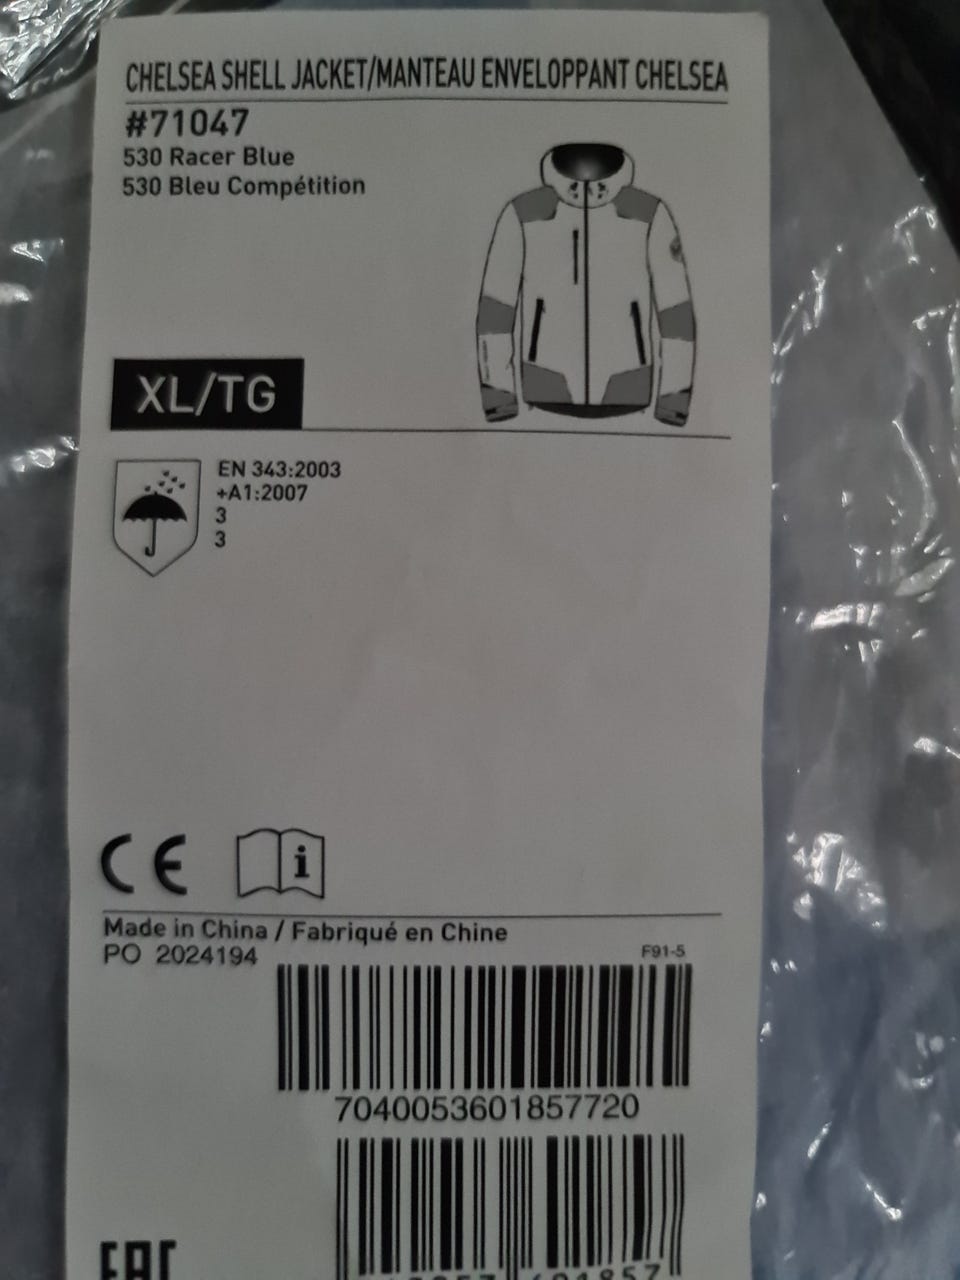 CHELSEA SHELL JACKET/MANTEAU ENVELOPPANT CHELSEA
#71047
530 Racer Blue
530 Bleu Compétition
XL/TG
EN 343:2003
+A1:2007
3
3
CE
i
Made in China / Fabriqué en Chine
PO 2024194
F91-5
7040053601857720
EAC